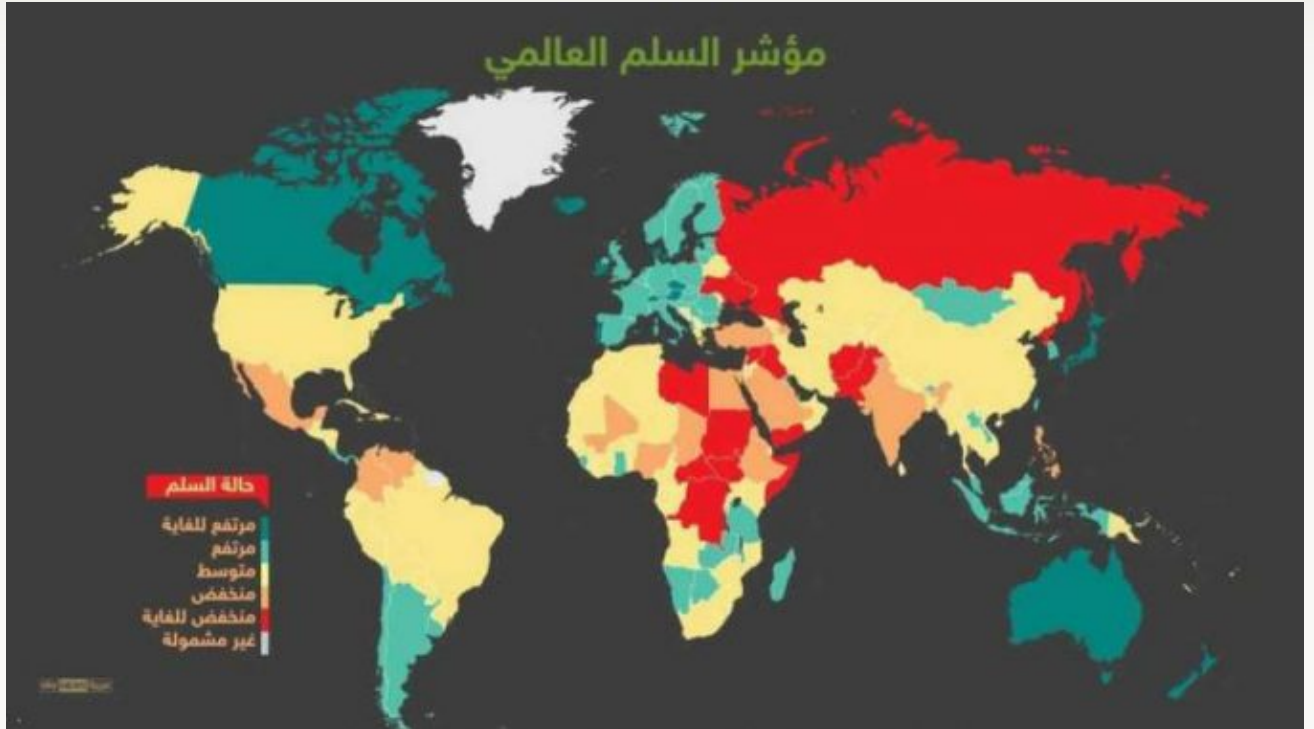 مؤشر السلم العالمي
حالة السلم
مرتفع للغاية
مرتفع
متوسط
منخفض
منخفض للغاية
غير مشمولة